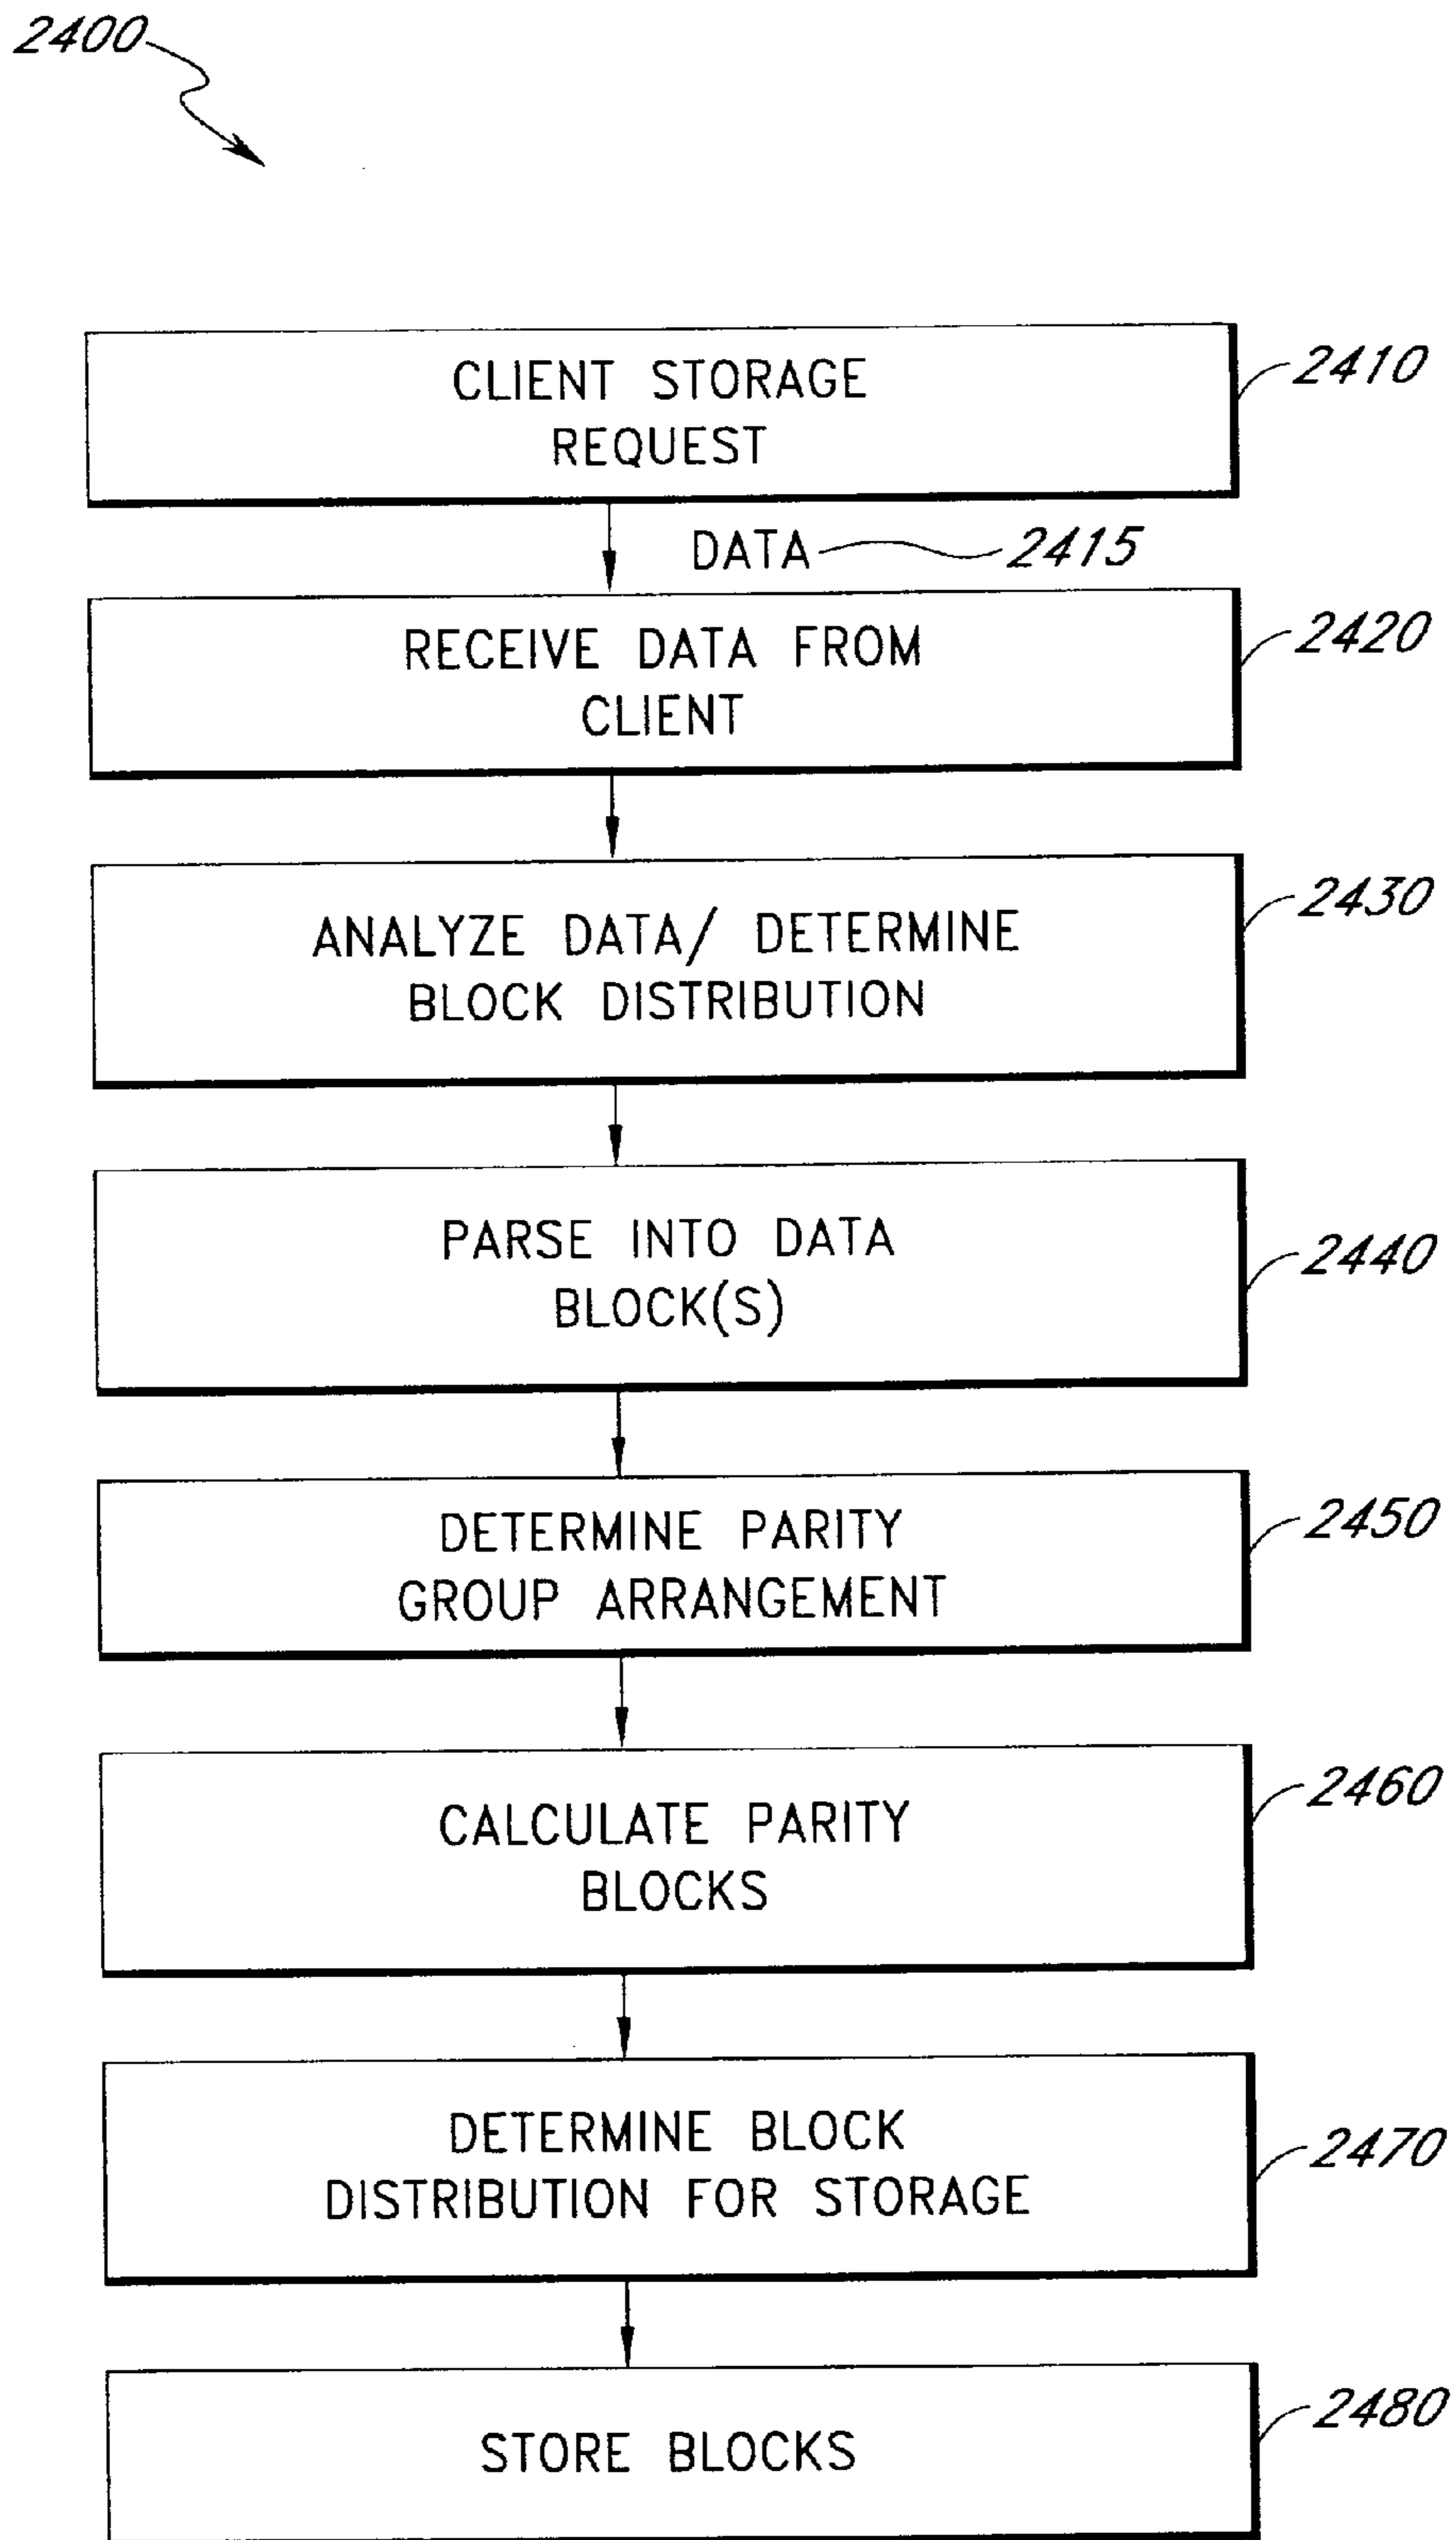 2400
CLIENT STORAGE
REQUEST
2410
DATA 2415
RECEIVE DATA FROM
CLIENT
2420
ANALYZE DATA/ DETERMINE
BLOCK DISTRIBUTION
2430
PARSE INTO DATA
BLOCK(S)
2440
DETERMINE PARITY
GROUP ARRANGEMENT
2450
CALCULATE PARITY
BLOCKS
2460
DETERMINE BLOCK
DISTRIBUTION FOR STORAGE
2470
STORE BLOCKS
2480